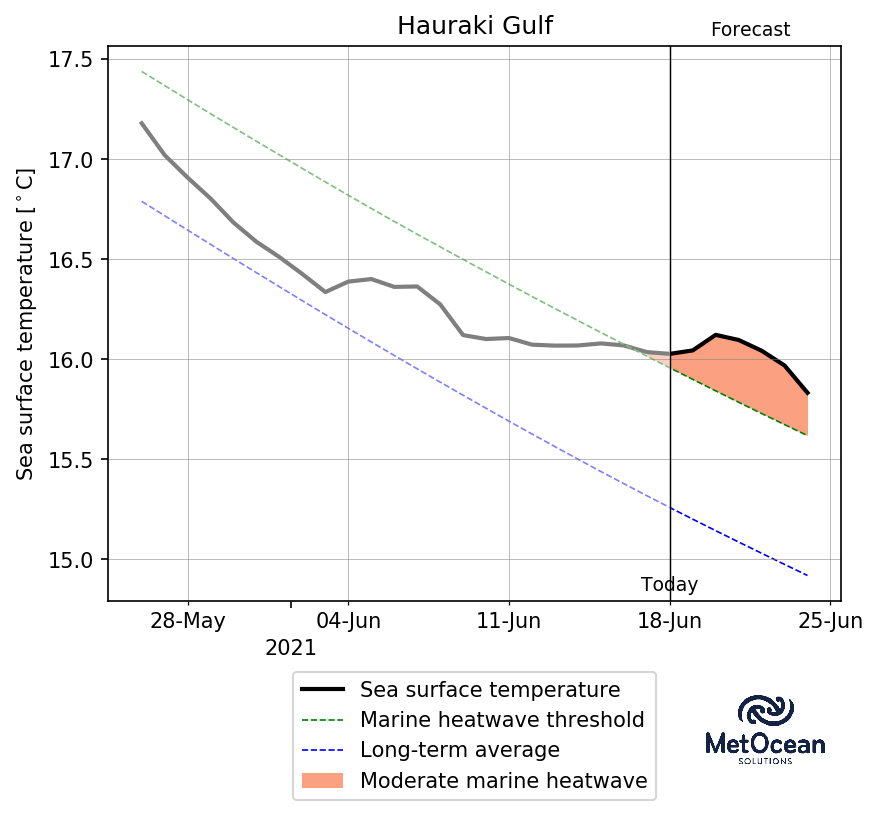 Hauraki Gulf
Forecast
Sea surface temperature [°C]
17.5
17.0
16.5
16.0
15.5
15.0
Today
28-May
04-Jun
11-Jun
18-Jun
25-Jun
2021
Sea surface temperature
Marine heatwave threshold
Long-term average
Moderate marine heatwave
MetOcean
SOLUTIONS